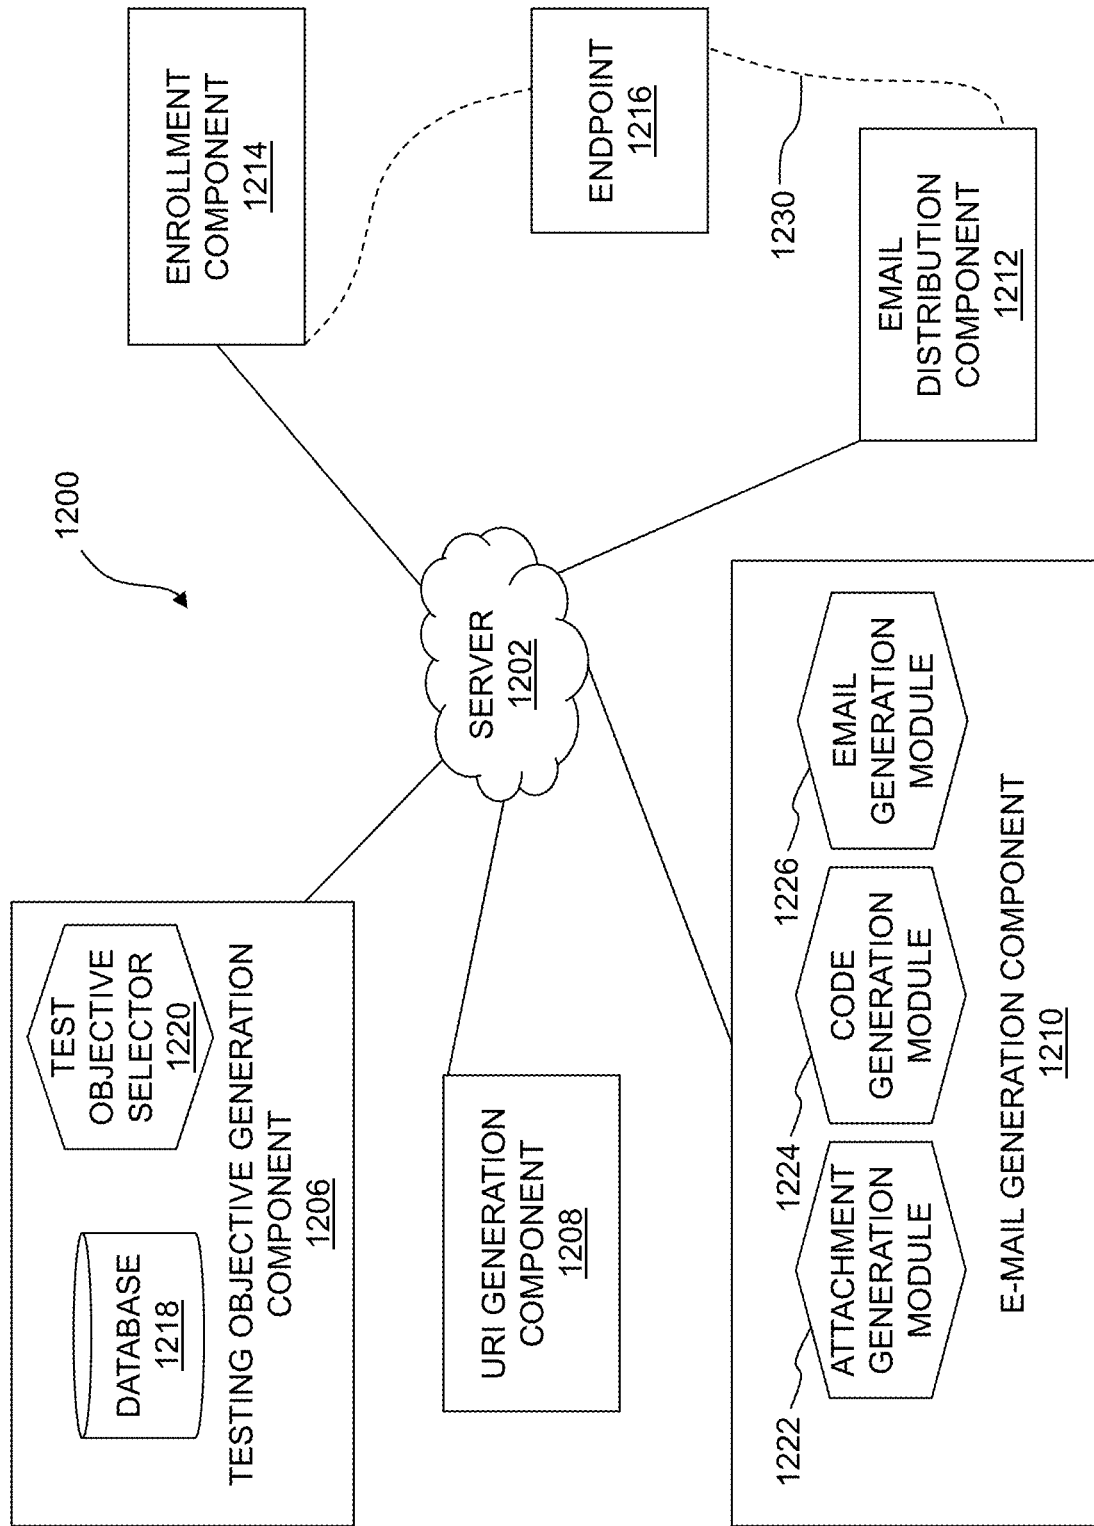 1200
TEST
OBJECTIVE
SELECTOR
1220
DATABASE
1218
TESTING OBJECTIVE GENERATION
COMPONENT
1206
URI GENERATION
COMPONENT
1208
1222
ATTACHMENT
GENERATION
MODULE
1224
CODE
GENERATION
MODULE
1226
EMAIL
GENERATION
MODULE
E-MAIL GENERATION COMPONENT
1210
SERVER
1202
ENROLLMENT
COMPONENT
1214
ENDPOINT
1216
1230
EMAIL
DISTRIBUTION
COMPONENT
1212